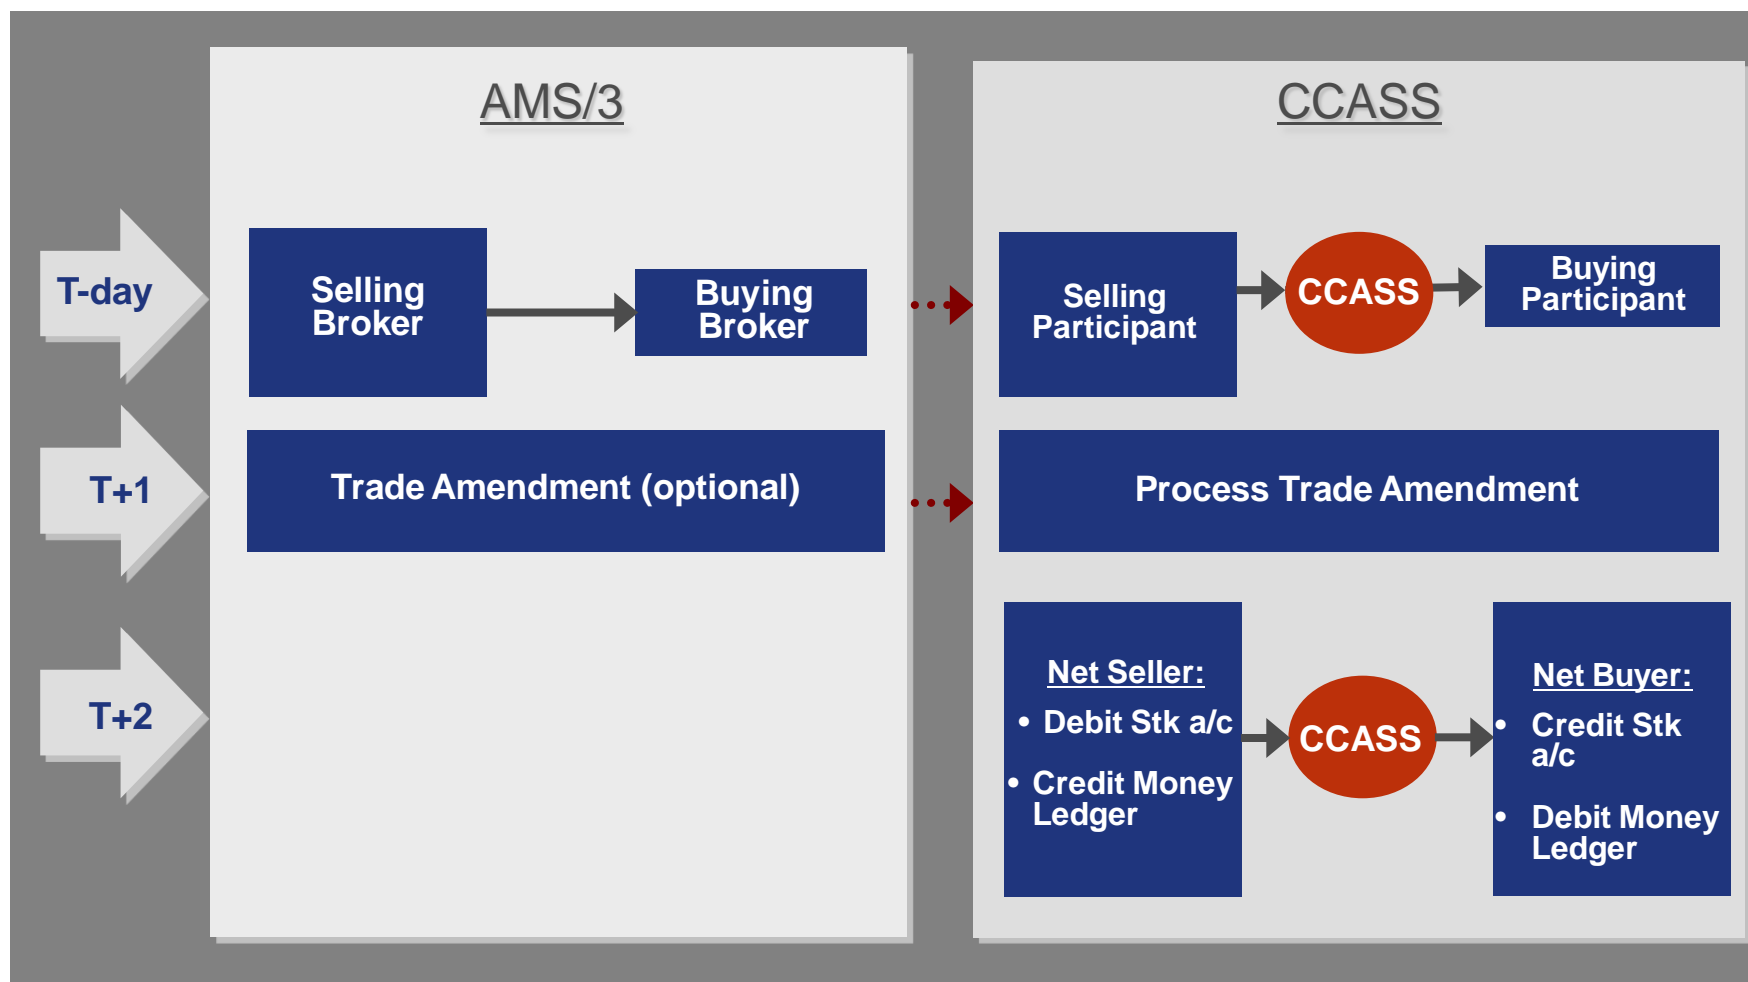 AMS/3
CCASS
T-day
Selling
Broker
Buying
Broker
Selling
Participant
CCASS
Buying
Participant
T+1
Trade Amendment (optional)
Process Trade Amendment
T+2
Net Seller:
• Debit Stk a/c
• Credit Money
Ledger
CCASS
Net Buyer:
• Credit Stk
a/c
• Debit Money
Ledger